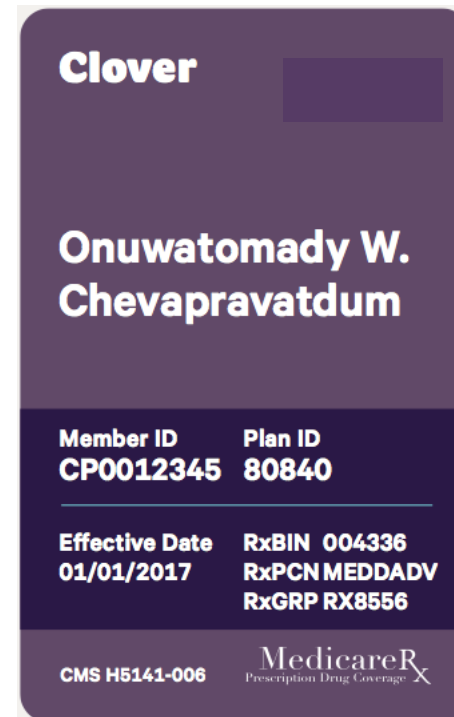 Clover
Onuwatomady W.
Chevapravatdum
Member ID Plan ID
CP0012345 80840
Effective Date RxBIN 004336
01/01/2017 RxPCN MEDDADV
RxGRP RX8556
CMS H5141-006 MedicareRx
Prescription Drug Coverage